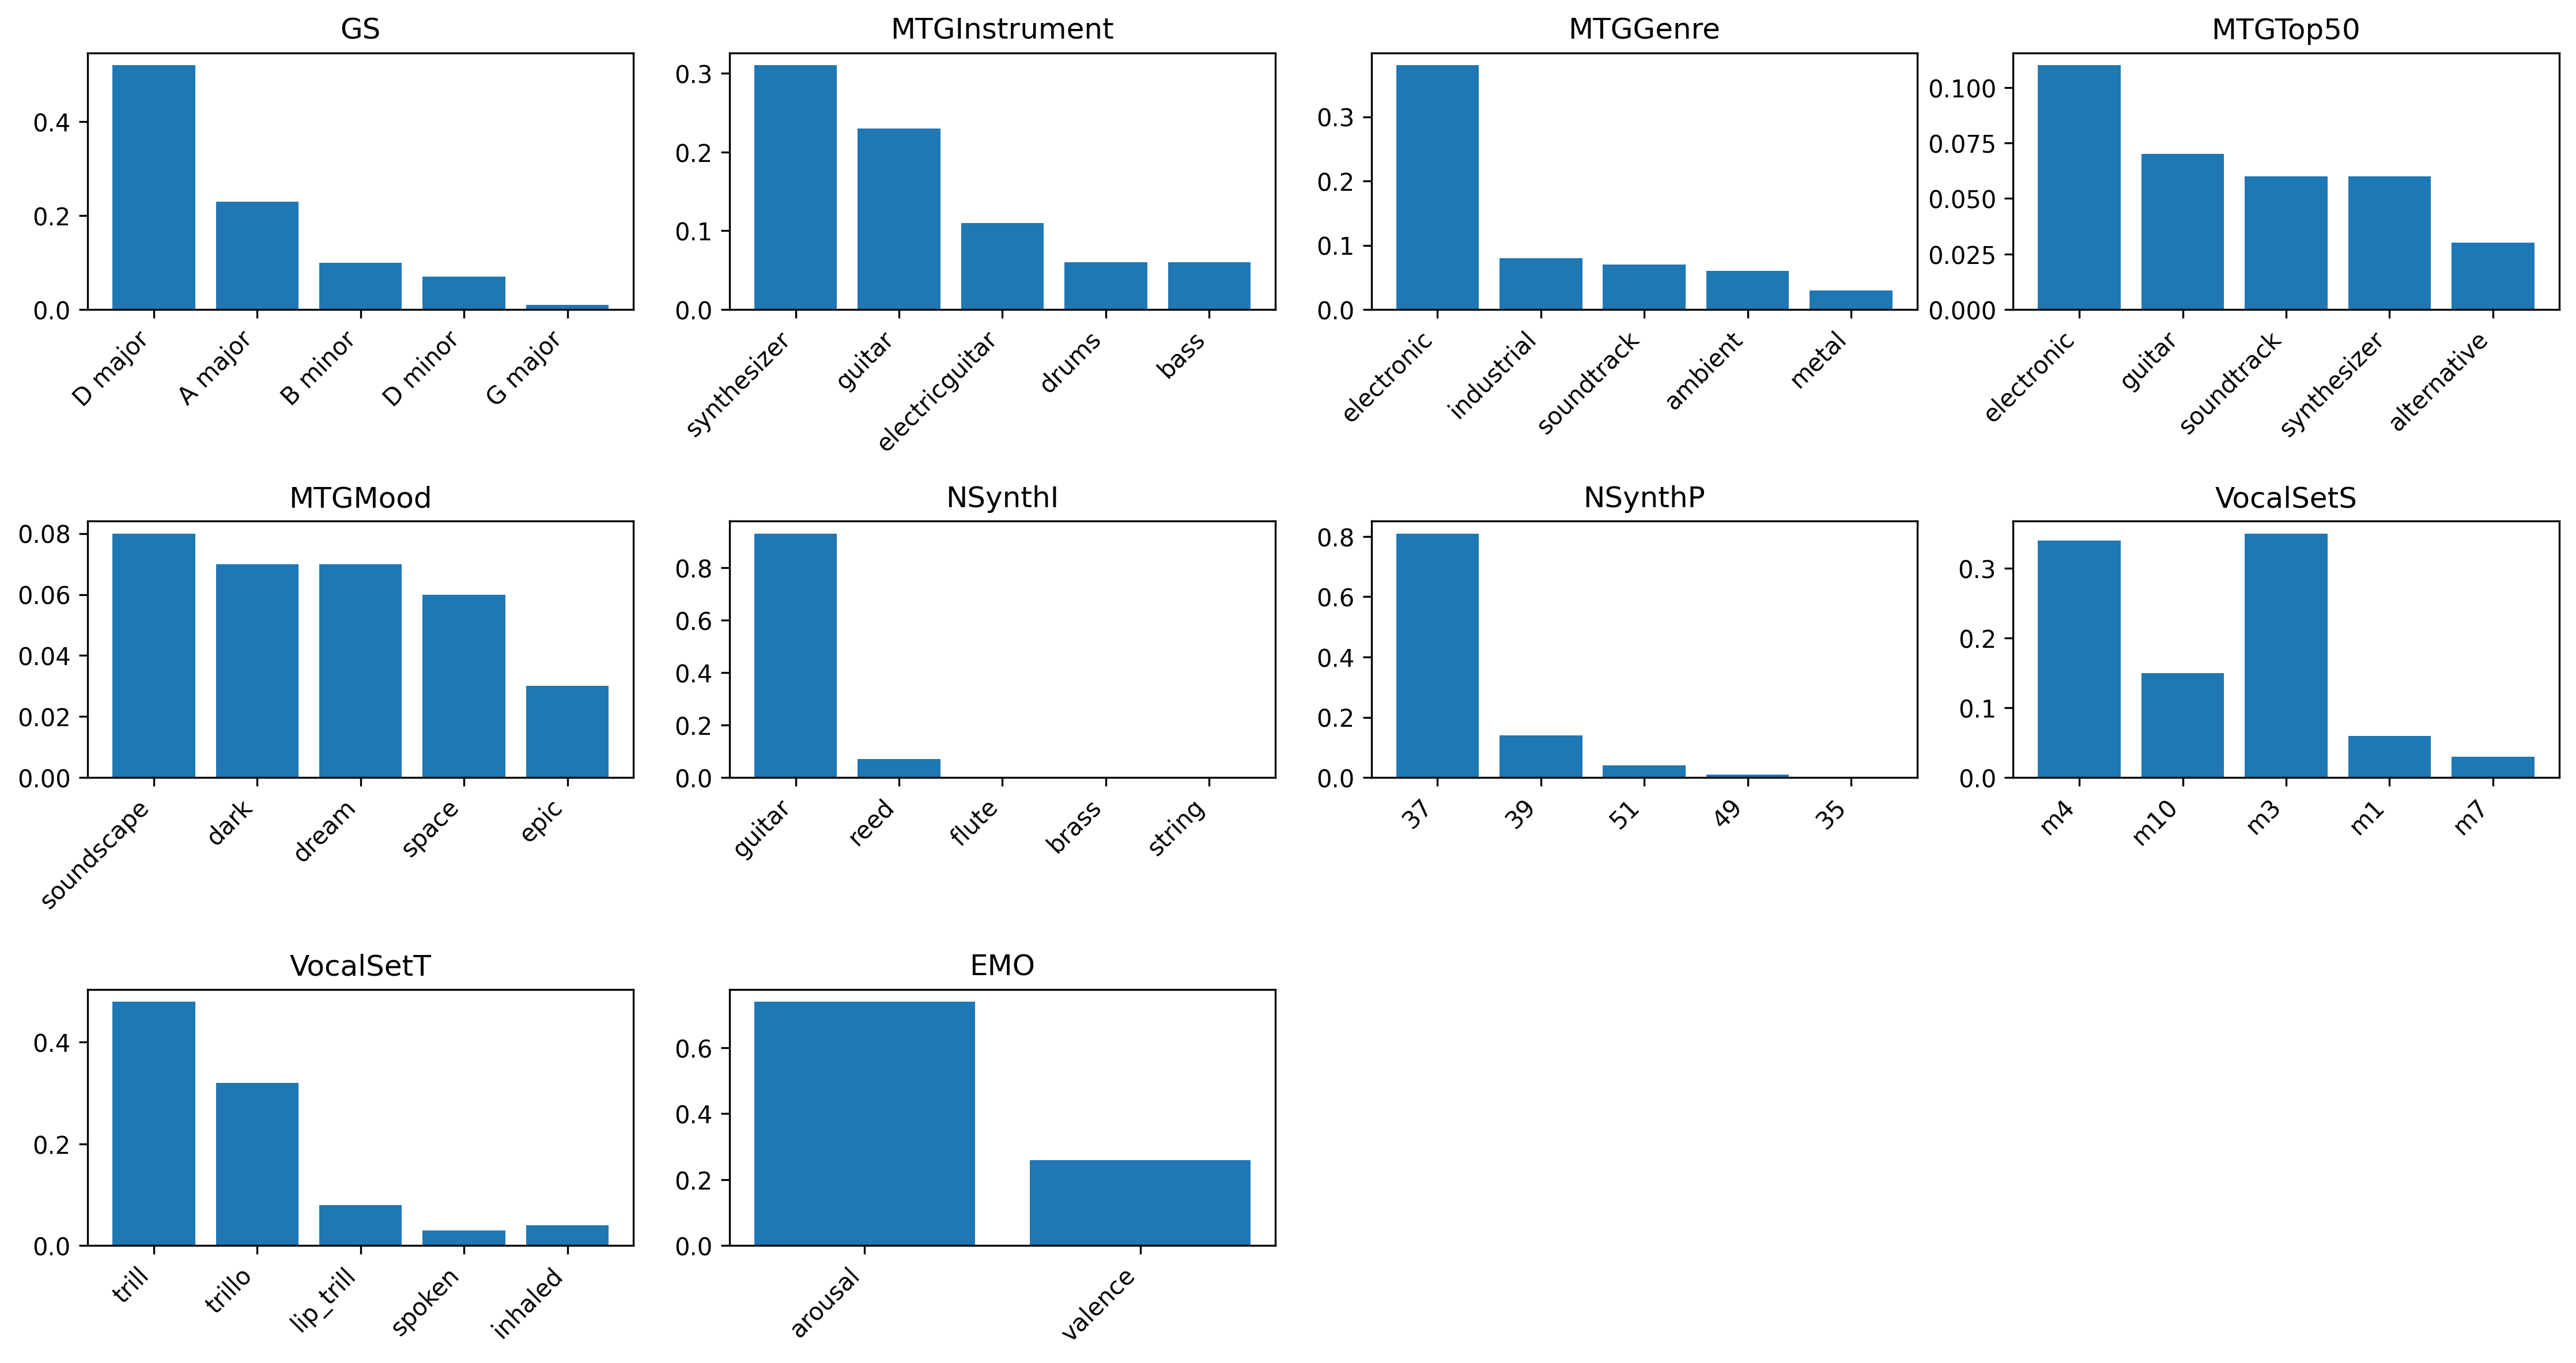 GS
0.4
0.2
0.0
D major
A major
B minor
D minor
G major
MTGInstrument
0.3
0.2
0.1
0.0
synthesizer
guitar
electricguitar
drums
bass
MTGGenre
0.3
0.2
0.1
0.0
electronic
industrial
soundtrack
ambient
metal
MTGTop50
0.100
0.075
0.050
0.025
0.000
electronic
guitar
soundtrack
synthesizer
alternative
MTGMood
0.08
0.06
0.04
0.02
0.00
soundscape
dark
dream
space
epic
NSynthI
0.8
0.6
0.4
0.2
0.0
guitar
reed
flute
brass
string
NSynthP
0.8
0.6
0.4
0.2
0.0
37
39
51
49
35
VocalSetS
0.3
0.2
0.1
0.0
m4
m10
m3
m1
m7
VocalSetT
0.4
0.2
0.0
trill
trillo
lip_trill
spoken
inhaled
EMO
0.6
0.4
0.2
0.0
arousal
valence